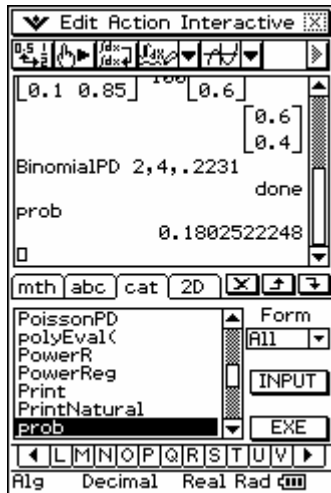 Edit Action Interactive
[0.1 0.85] [0.6]
[0.6]
[0.4]
BinomialPD 2,4,.2231
done
prob
0.1802522248
mth abc cat 2D
PoissonPD
polyEval(
PowerR
PowerReg
Print
PrintNatural
prob
Form
All
INPUT
EXE
L M N O P Q R S T U V
Alg Decimal Real Rad